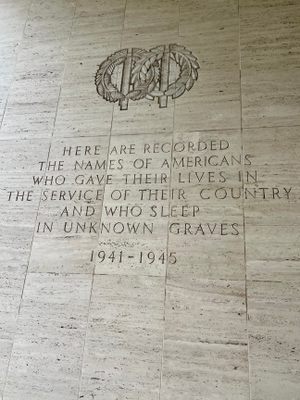 HERE ARE RECORDED
THE NAMES OF AMERICANS
WHO GAVE THEIR LIVES IN
THE SERVICE OF THEIR COUNTRY
AND WHO SLEEP
IN UNKNOWN GRAVES
1941-1945